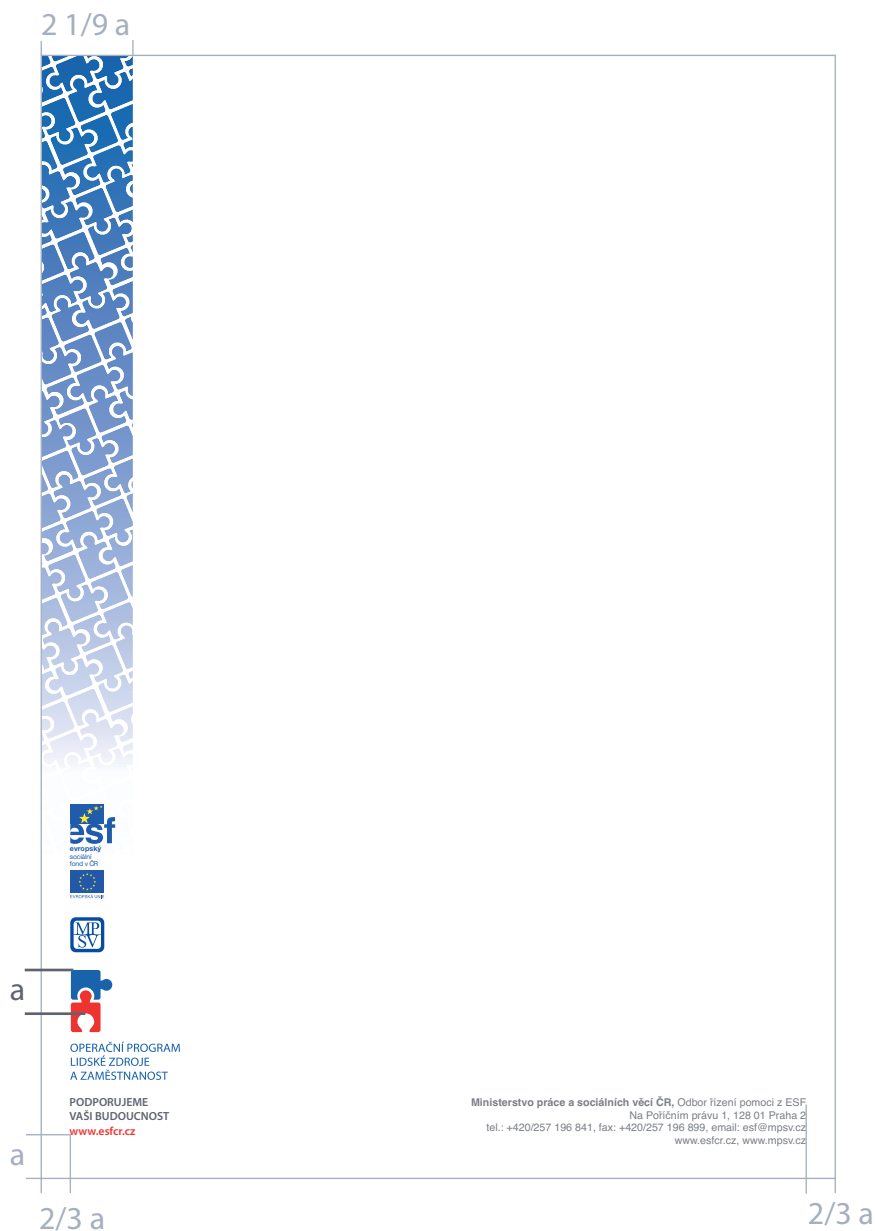 2 1/9 a
esf
evropský
sociální
fond v ČR
EVROPSKÁ UNIE
MP
SV
a
OPERAČNÍ PROGRAM
LIDSKÉ ZDROJE
A ZAMĚSTNANOST
PODPORUJEME
VAŠI BUDOUCNOST
www.esfcr.cz
Ministerstvo práce a sociálních věcí ČR, Odbor řízení pomoci z ESF
Na Poříčním právu 1, 128 01 Praha 2
tel.: +420/257 196 841, fax: +420/257 196 899, email: esf@mpsv.cz
www.esfcr.cz, www.mpsv.cz
a
2/3 a
2/3 a